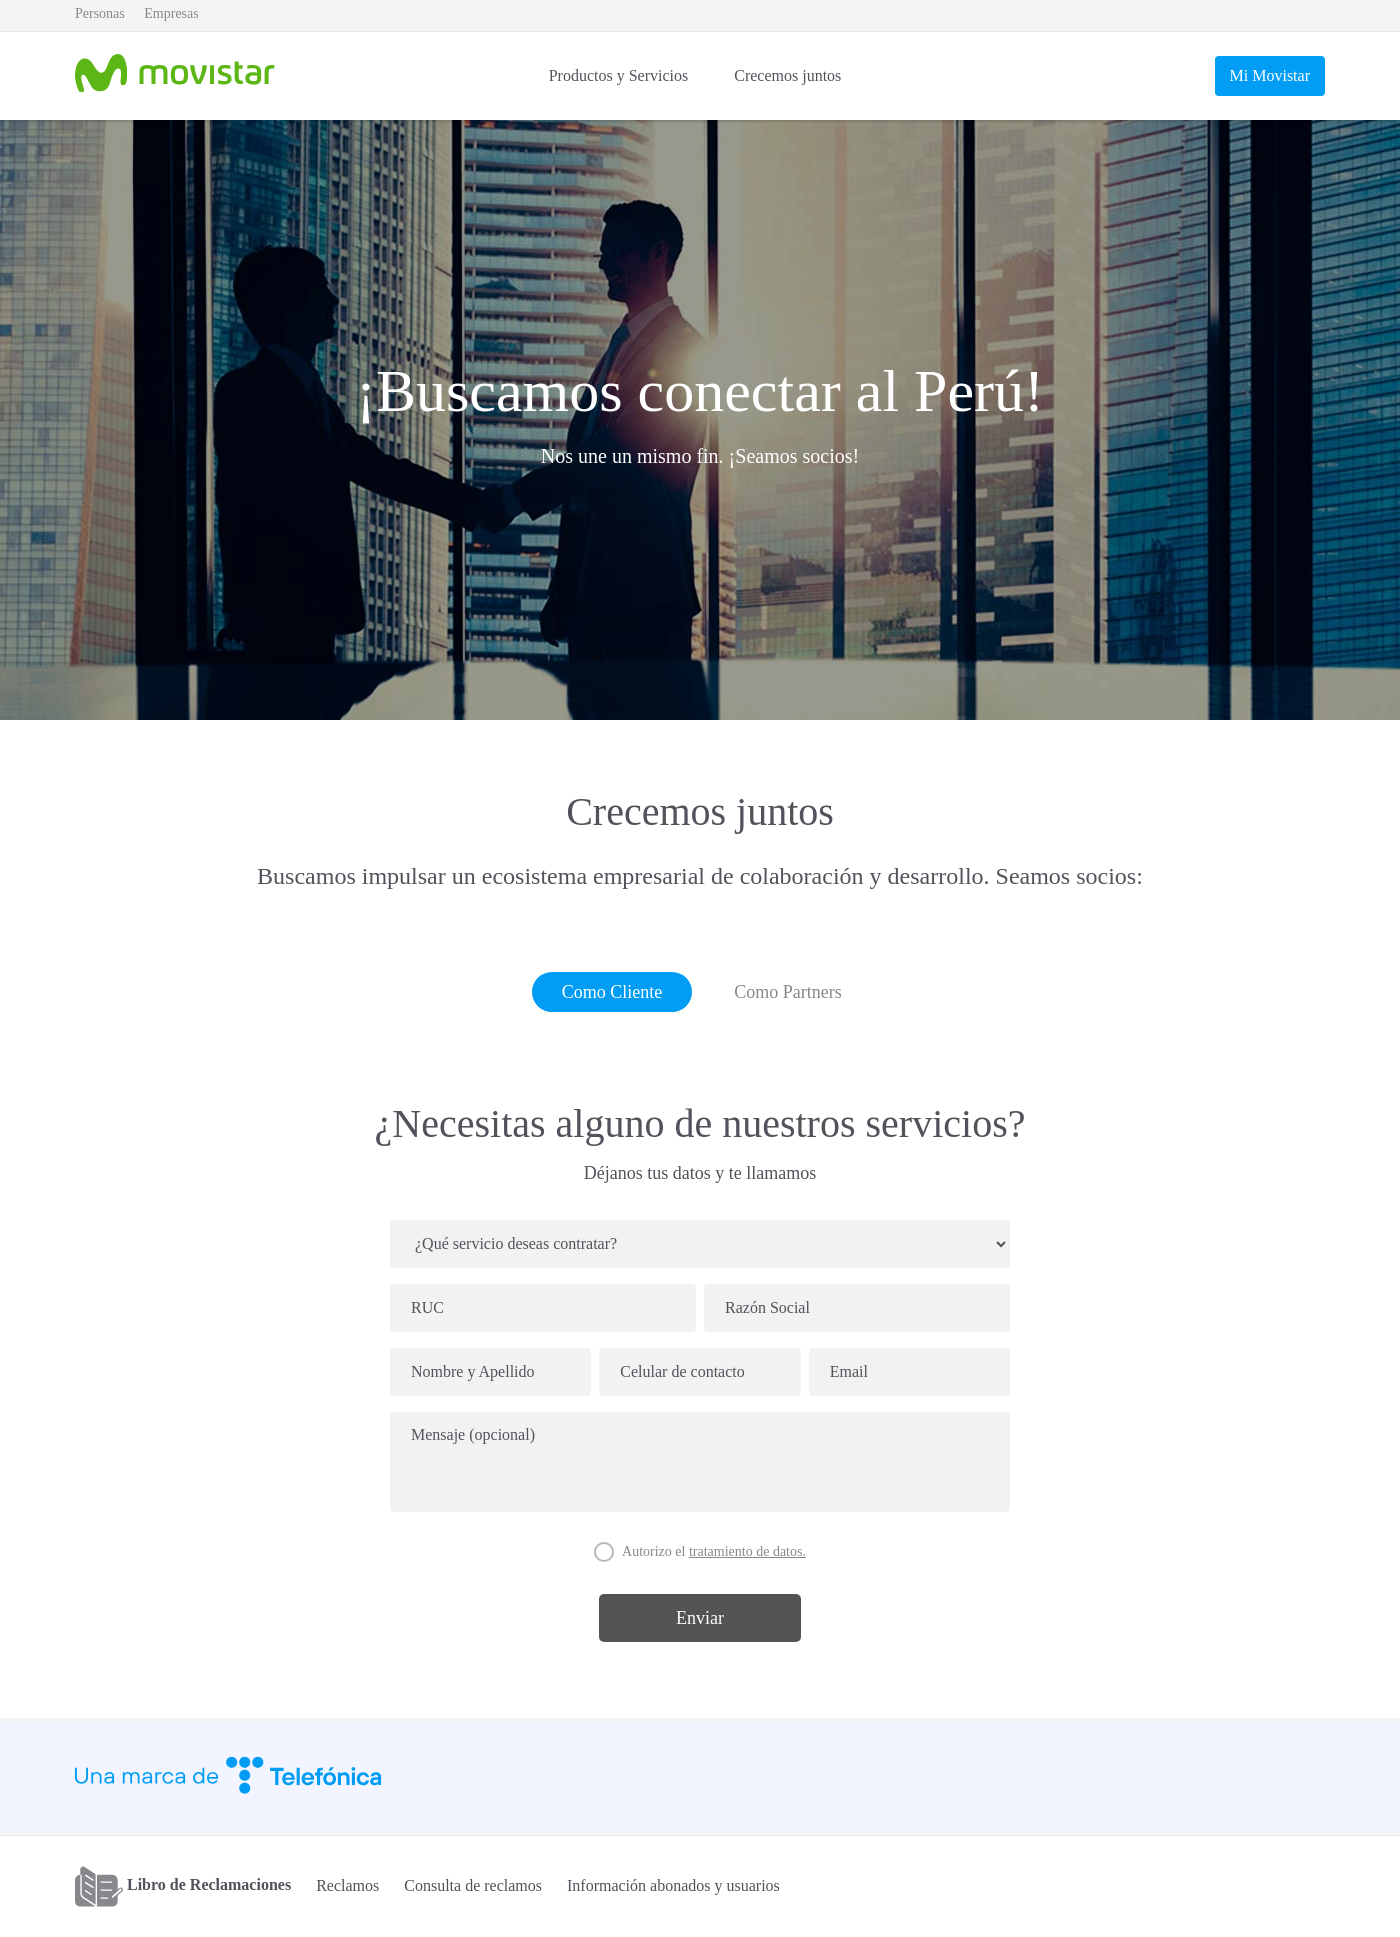 Personas Empresas
movistar Productos y Servicios Crecemos juntos Mi Movistar
¡Buscamos conectar al Perú!
Nos une un mismo fin. ¡Seamos socios!
Crecemos juntos
Buscamos impulsar un ecosistema empresarial de colaboración y desarrollo. Seamos socios:
Como Cliente Como Partners
¿Necesitas alguno de nuestros servicios?
Déjanos tus datos y te llamamos
¿Qué servicio deseas contratar?
RUC Razón Social
Nombre y Apellido Celular de contacto Email
Mensaje (opcional)
Autorizo el tratamiento de datos.
Enviar
Una marca de Telefónica
Libro de Reclamaciones Reclamos Consulta de reclamos Información abonados y usuarios